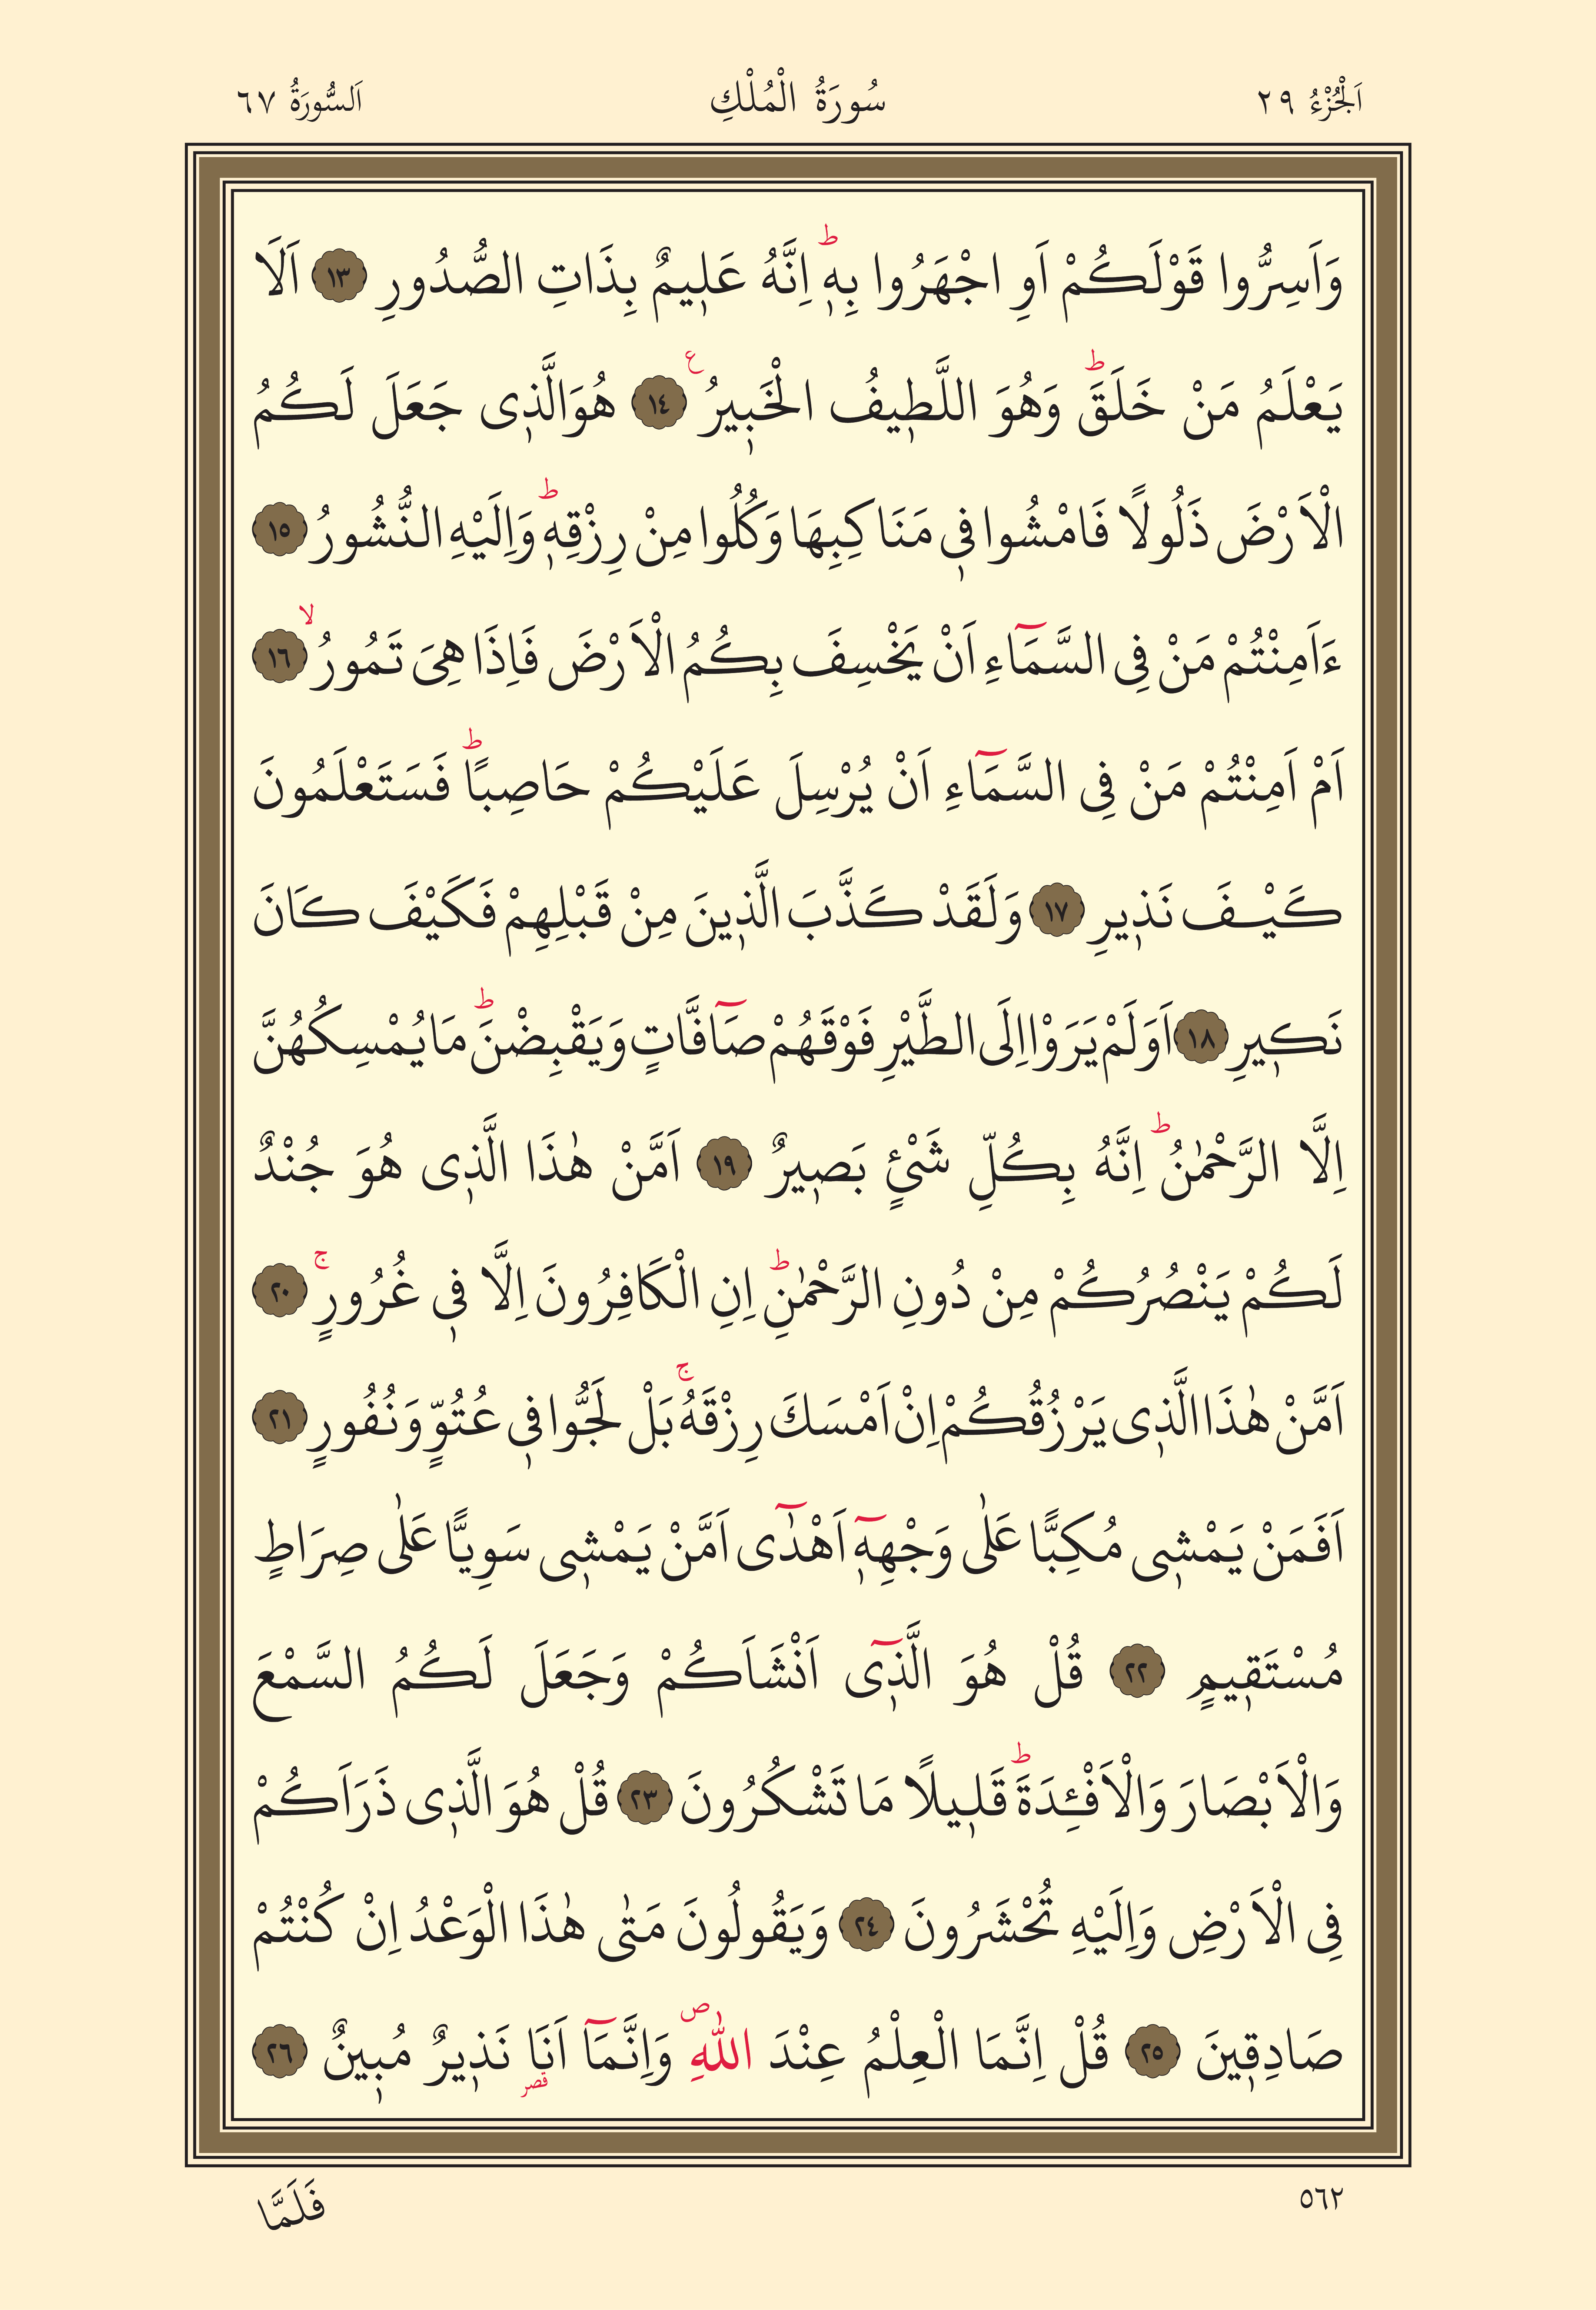 اَلْجُزْءُ ٢٩
سُورَةُ الْمُلْكِ
اَلسُّورَةُ ٦٧
وَاَسِرُّوا قَوْلَكُمْ اَوِ اجْهَرُوا بِه۪ۜ اِنَّهُ عَل۪يمٌ بِذَاتِ الصُّدُورِ ١٣ اَلَا
يَعْلَمُ مَنْ خَلَقَۜ وَهُوَ اللَّط۪يفُ الْخَب۪يرُ ع ١٤ هُوَالَّذ۪ى جَعَلَ لَكُمُ
الْاَرْضَ ذَلُولًا فَامْشُوا ف۪ي مَنَاكِبِهَا وَكُلُوا مِنْ رِزْقِه۪ۜ وَاِلَيْهِ النُّشُورُ ١٥
ءَاَمِنْتُمْ مَنْ فِى السَّمَٓاءِ اَنْ يَخْسِفَ بِكُمُ الْاَرْضَ فَاِذَا هِىَ تَمُورُۙ ١٦
اَمْ اَمِنْتُمْ مَنْ فِى السَّمَٓاءِ اَنْ يُرْسِلَ عَلَيْكُمْ حَاصِبًاۜ فَسَتَعْلَمُونَ
كَيْفَ نَذ۪يرِ ١٧ وَلَقَدْ كَذَّبَ الَّذ۪ينَ مِنْ قَبْلِهِمْ فَكَيْفَ كَانَ
نَك۪يرِ ١٨ اَوَلَمْ يَرَوْا اِلَى الطَّيْرِ فَوْقَهُمْ صَٓافَّاتٍ وَيَقْبِضْنَۜ مَا يُمْسِكُهُنَّ
اِلَّا الرَّحْمٰنُۜ اِنَّهُ بِكُلِّ شَىْءٍ بَص۪يرٌ ١٩ اَمَّنْ هٰذَا الَّذ۪ى هُوَ جُنْدٌ
لَكُمْ يَنْصُرُكُمْ مِنْ دُونِ الرَّحْمٰنِۜ اِنِ الْكَافِرُونَ اِلَّا ف۪ى غُرُورٍۚ ٢٠
اَمَّنْ هٰذَا الَّذ۪ى يَرْزُقُكُمْ اِنْ اَمْسَكَ رِزْقَهُۚ بَلْ لَجُّوا ف۪ى عُتُوٍّ وَنُفُورٍ ٢١
اَفَمَنْ يَمْش۪ى مُكِبًّا عَلٰى وَجْهِه۪ٓ اَهْدٰٓى اَمَّنْ يَمْش۪ى سَوِيًّا عَلٰى صِرَاطٍ
مُسْتَق۪يمٍ ٢٢ قُلْ هُوَ الَّذ۪ٓى اَنْشَاَكُمْ وَجَعَلَ لَكُمُ السَّمْعَ
وَالْاَبْصَارَ وَالْاَفْـِٔدَةَۜ قَل۪يلًا مَا تَشْكُرُونَ ٢٣ قُلْ هُوَ الَّذ۪ى ذَرَاَكُمْ
فِى الْاَرْضِ وَاِلَيْهِ تُحْشَرُونَ ٢٤ وَيَقُولُونَ مَتٰى هٰذَا الْوَعْدُ اِنْ كُنْتُمْ
صَادِق۪ينَ ٢٥ قُلْ اِنَّمَا الْعِلْمُ عِنْدَ اللّٰهِۖ وَاِنَّمَٓا اَنَا۬ قصر نَذ۪يرٌ مُب۪ينٌ ٢٦
٥٦٢
فَلَمَّا